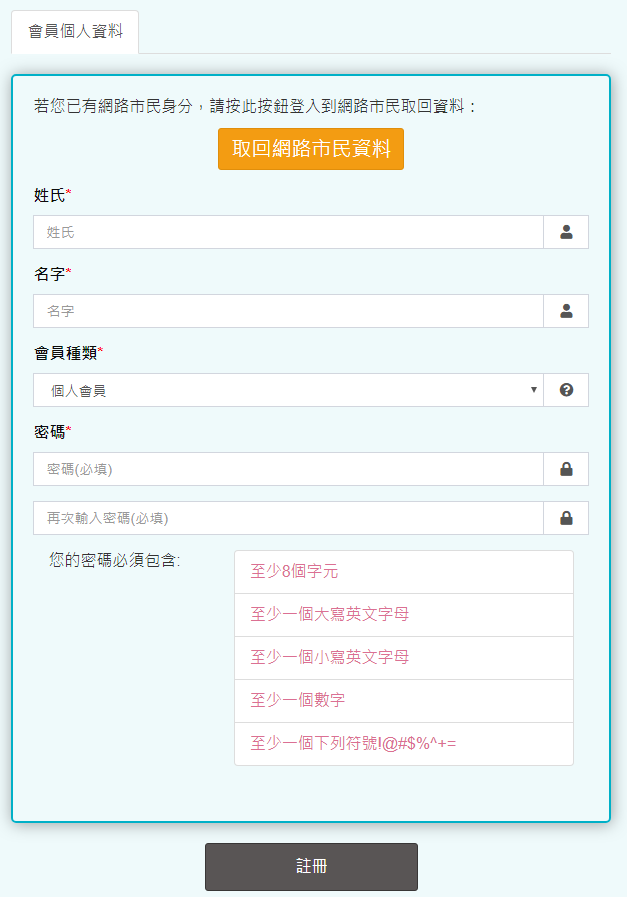 會員個人資料
若您已有網路市民身分，請按此按鈕登入到網路市民取回資料：
取回網路市民資料
姓氏*
姓氏
名字*
名字
會員種類*
個人會員
密碼*
密碼(必填)
再次輸入密碼(必填)
您的密碼必須包含:
至少8個字元
至少一個大寫英文字母
至少一個小寫英文字母
至少一個數字
至少一個下列符號!@#$%^+=
註冊